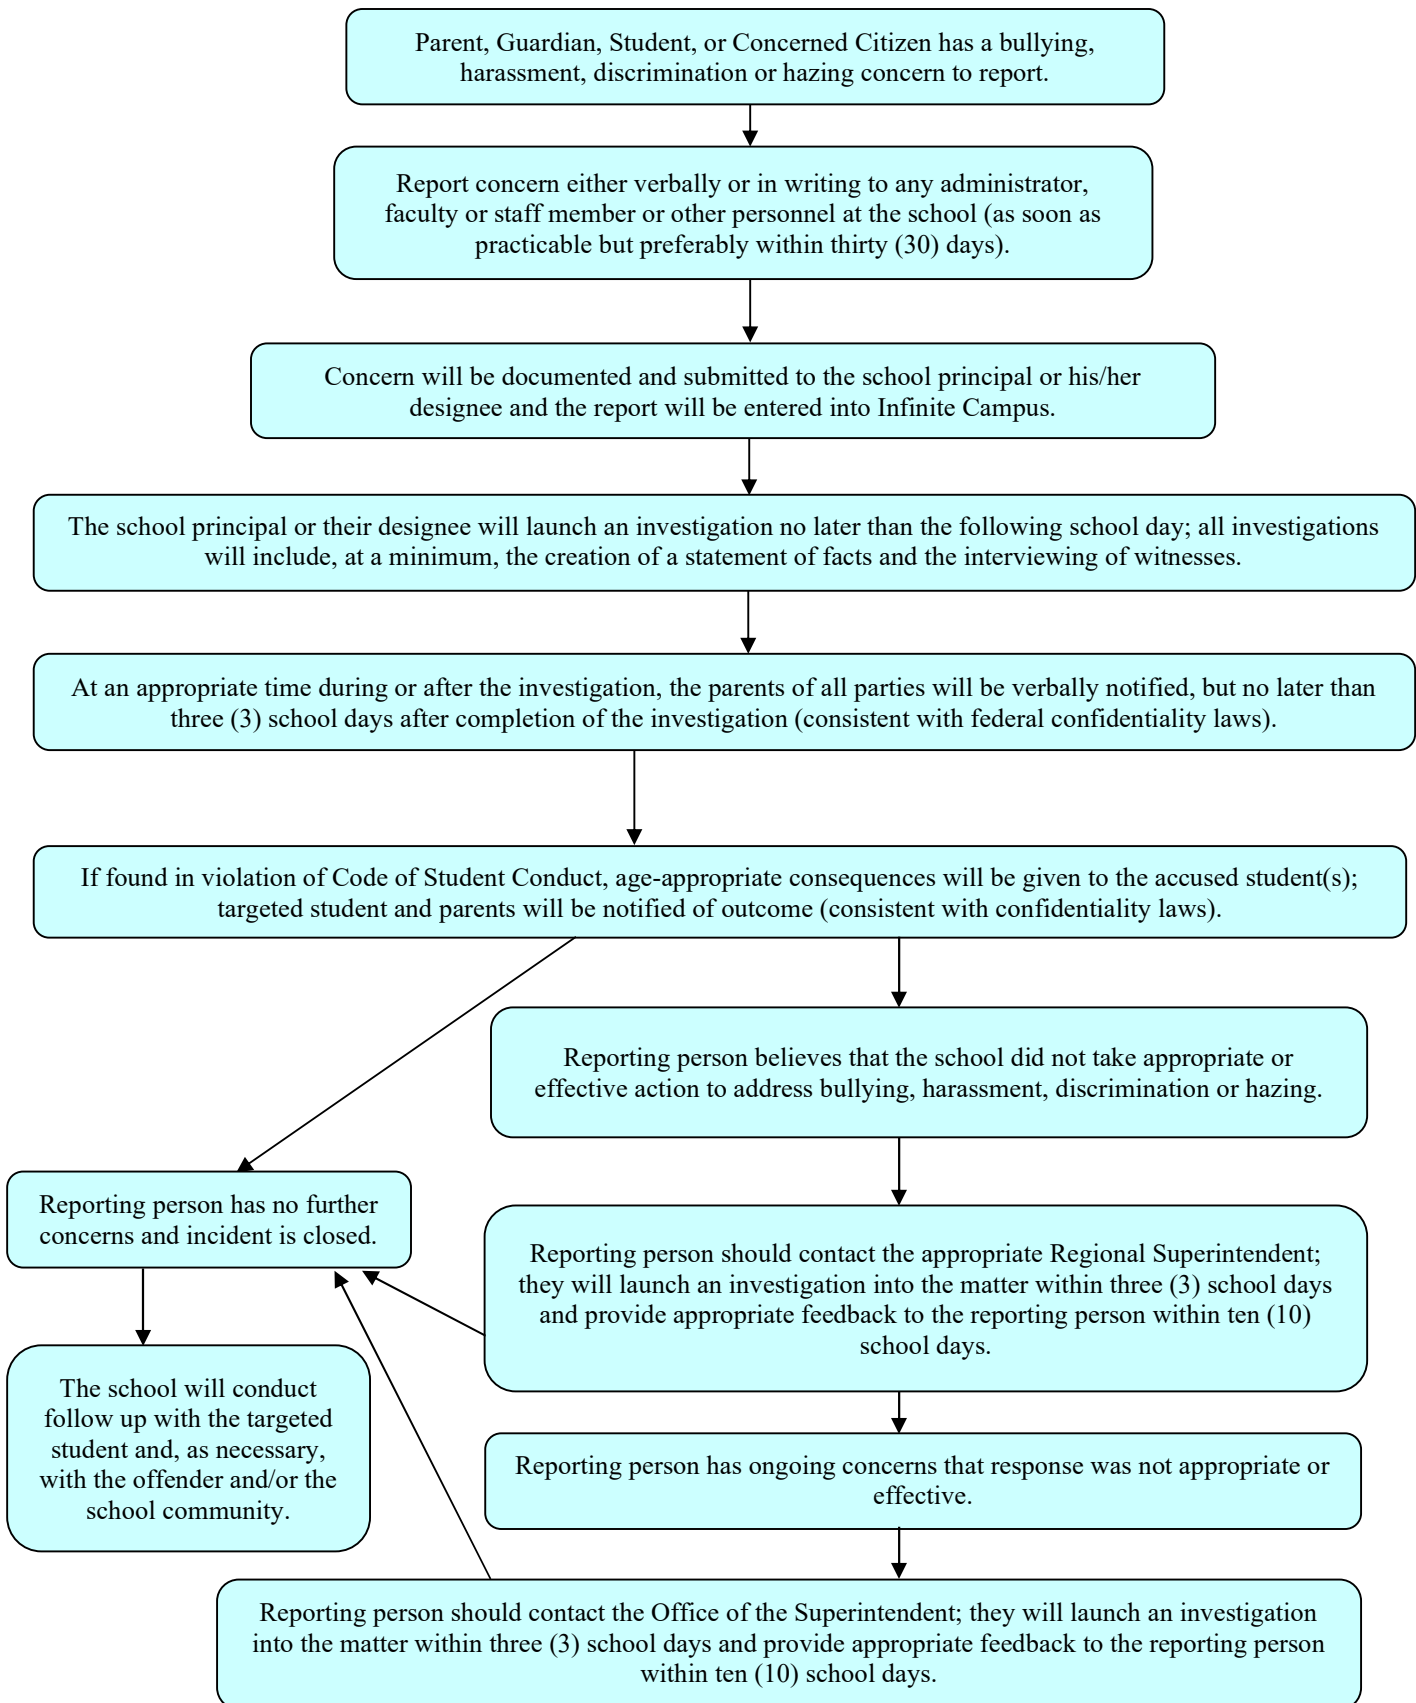 Parent, Guardian, Student, or Concerned Citizen has a bullying,
harassment, discrimination or hazing concern to report.
Report concern either verbally or in writing to any administrator,
faculty or staff member or other personnel at the school (as soon as
practicable but preferably within thirty (30) days).
Concern will be documented and submitted to the school principal or his/her
designee and the report will be entered into Infinite Campus.
The school principal or their designee will launch an investigation no later than the following school day; all investigations
will include, at a minimum, the creation of a statement of facts and the interviewing of witnesses.
At an appropriate time during or after the investigation, the parents of all parties will be verbally notified, but no later than
three (3) school days after completion of the investigation (consistent with federal confidentiality laws).
If found in violation of Code of Student Conduct, age-appropriate consequences will be given to the accused student(s);
targeted student and parents will be notified of outcome (consistent with confidentiality laws).
Reporting person believes that the school did not take appropriate or
effective action to address bullying, harassment, discrimination or hazing.
Reporting person has no further
concerns and incident is closed.
Reporting person should contact the appropriate Regional Superintendent;
they will launch an investigation into the matter within three (3) school days
and provide appropriate feedback to the reporting person within ten (10)
school days.
The school will conduct
follow up with the targeted
student and, as necessary,
with the offender and/or the
school community.
Reporting person has ongoing concerns that response was not appropriate or
effective.
Reporting person should contact the Office of the Superintendent; they will launch an investigation
into the matter within three (3) school days and provide appropriate feedback to the reporting person
within ten (10) school days.